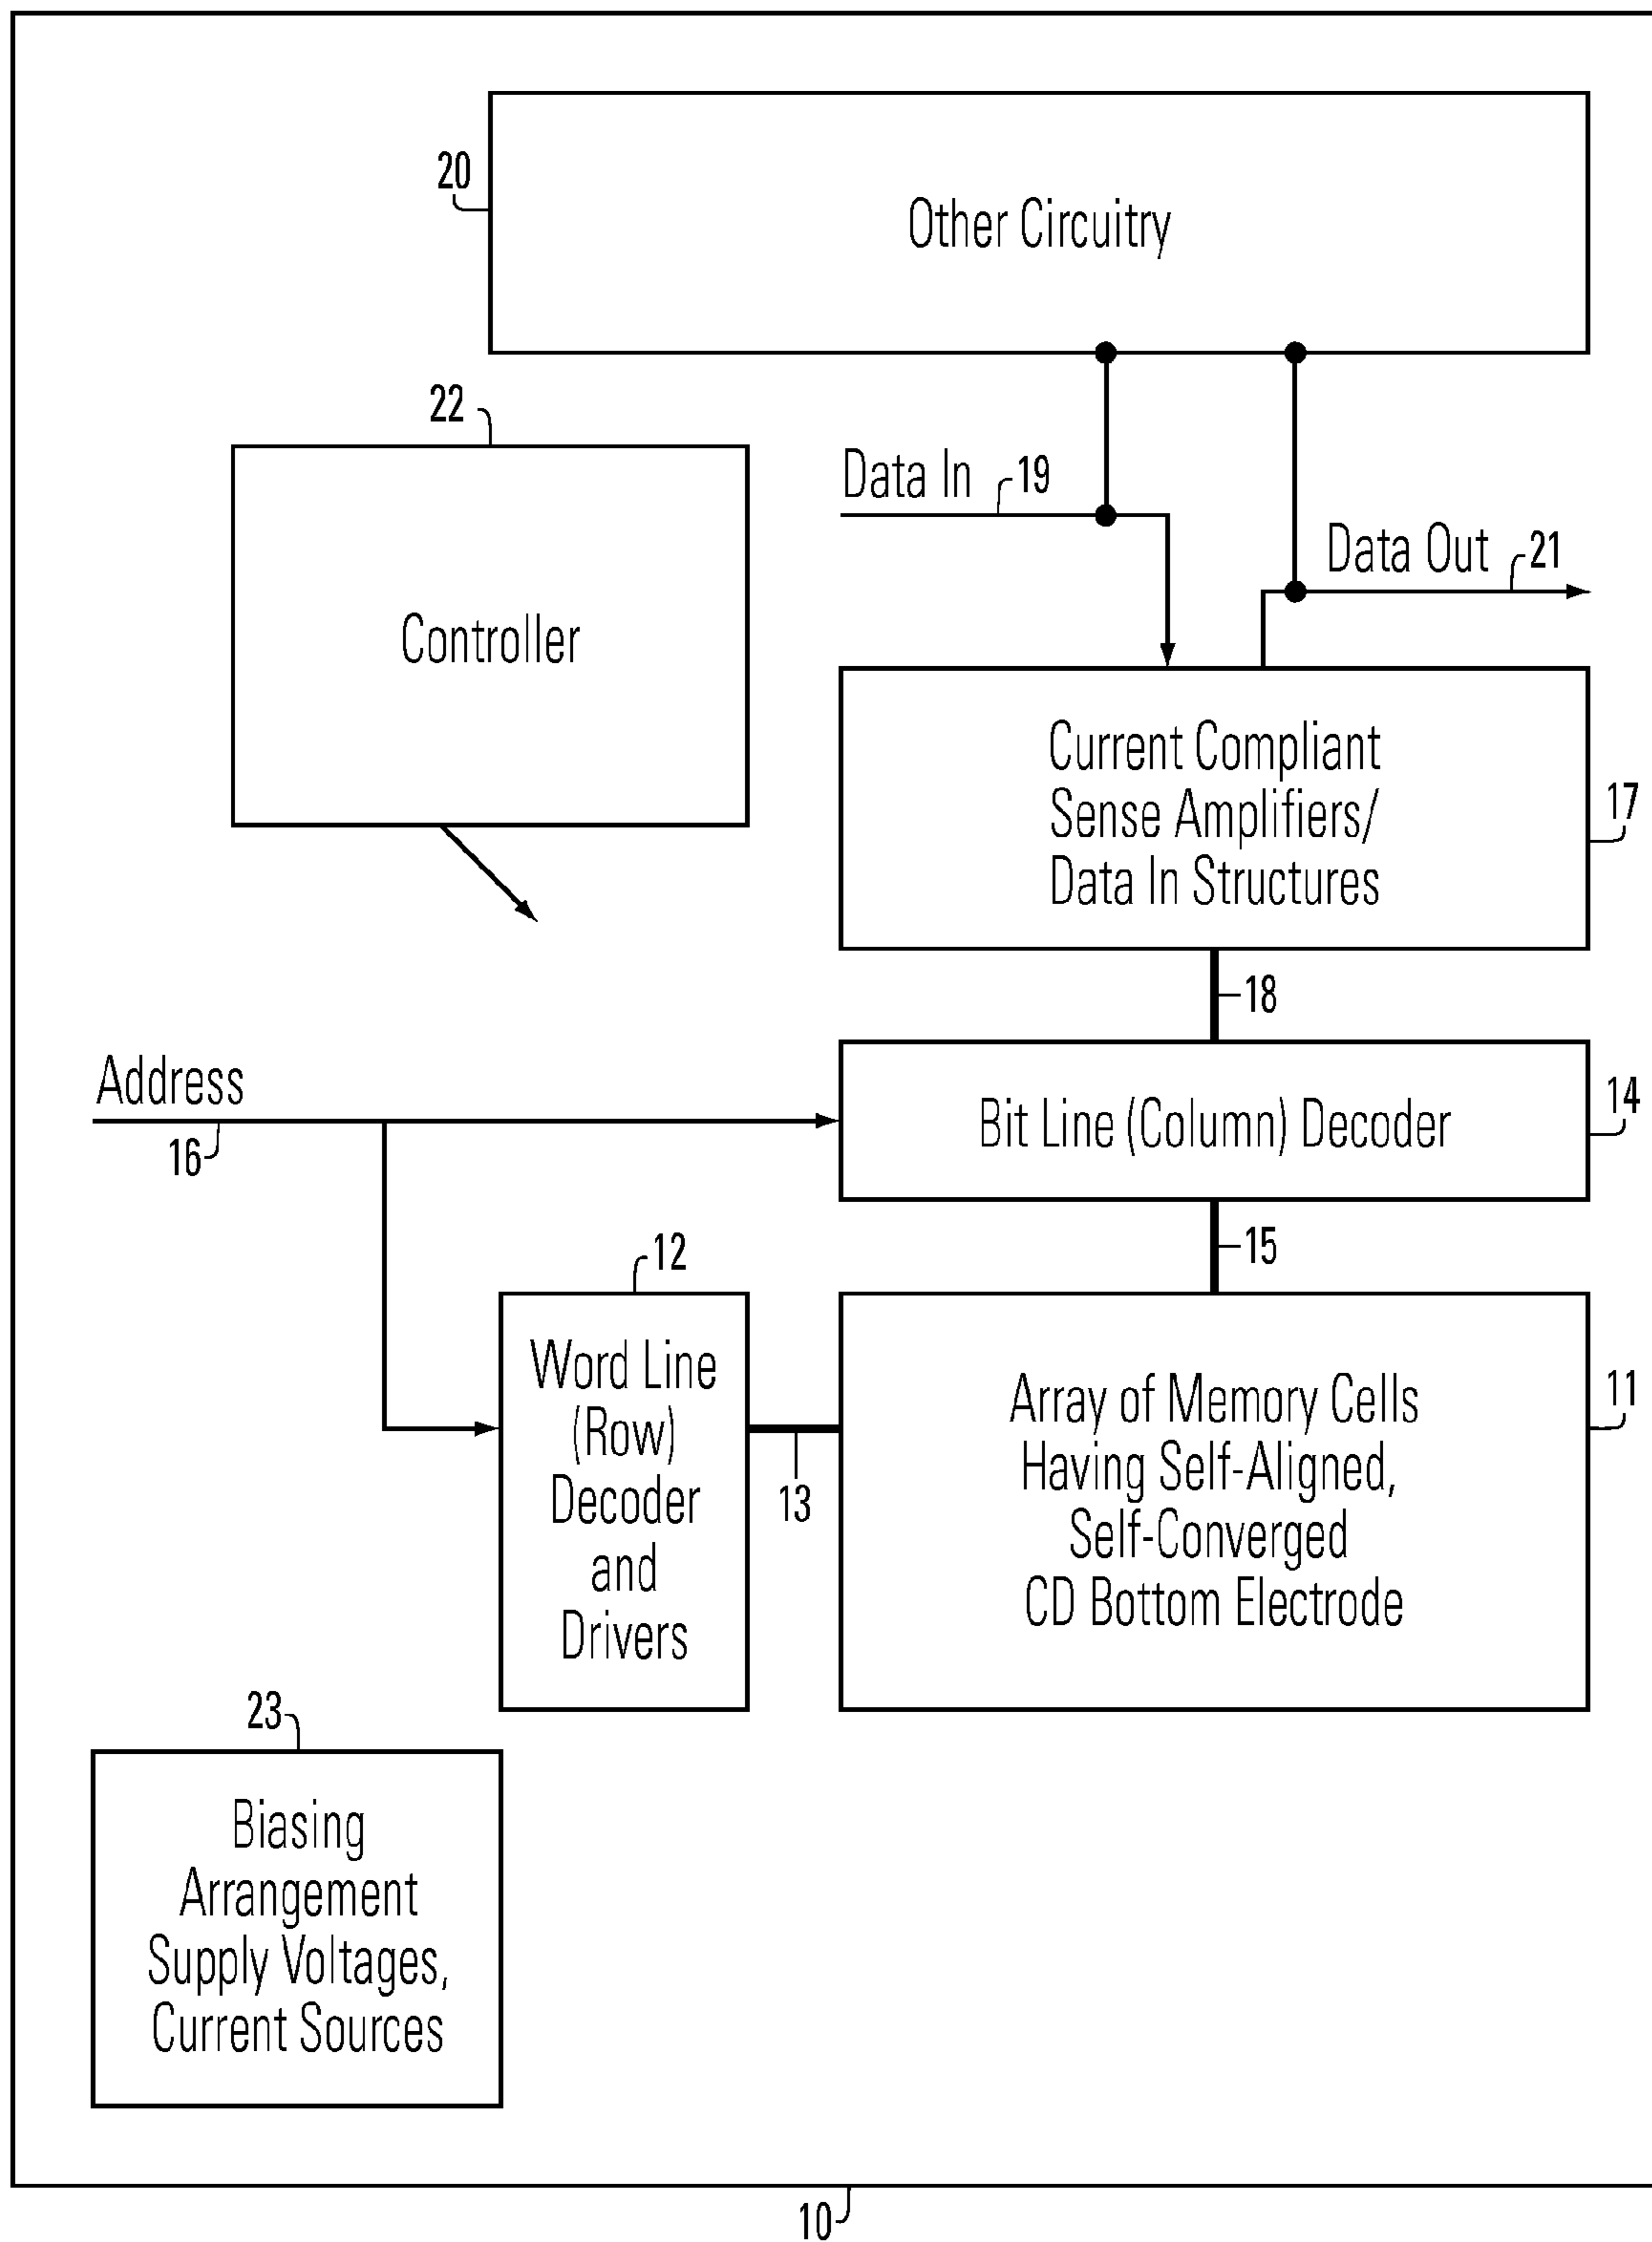 20
Other Circuitry
22
Controller
Data In
19
Data Out
21
Current Compliant
Sense Amplifiers/
Data In Structures
17
18
Address
16
Bit Line (Column) Decoder
14
15
12
Word Line
(Row)
Decoder
and
Drivers
13
Array of Memory Cells
Having Self-Aligned,
Self-Converged
CD Bottom Electrode
11
23
Biasing
Arrangement
Supply Voltages,
Current Sources
10